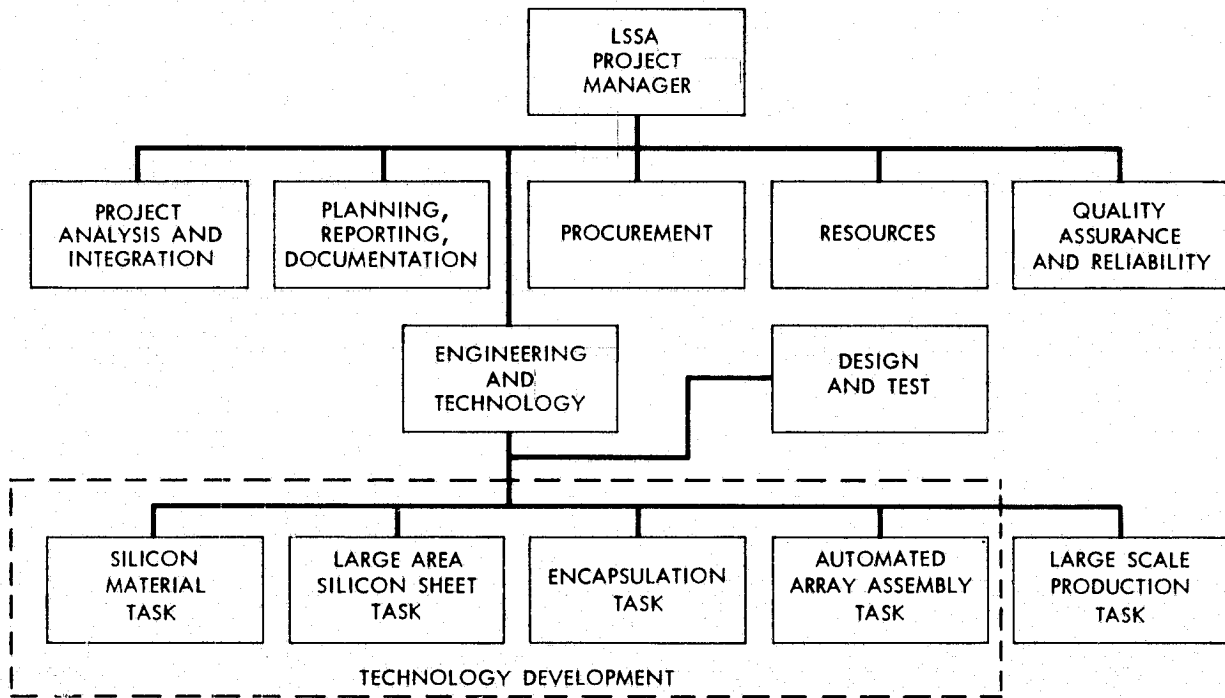 LSSA
PROJECT
MANAGER
PROJECT
ANALYSIS AND
INTEGRATION
PLANNING,
REPORTING,
DOCUMENTATION
PROCUREMENT
RESOURCES
QUALITY
ASSURANCE
AND RELIABILITY
ENGINEERING
AND
TECHNOLOGY
DESIGN
AND TEST
SILICON
MATERIAL
TASK
LARGE AREA
SILICON SHEET
TASK
ENCAPSULATION
TASK
AUTOMATED
ARRAY ASSEMBLY
TASK
LARGE SCALE
PRODUCTION
TASK
TECHNOLOGY DEVELOPMENT